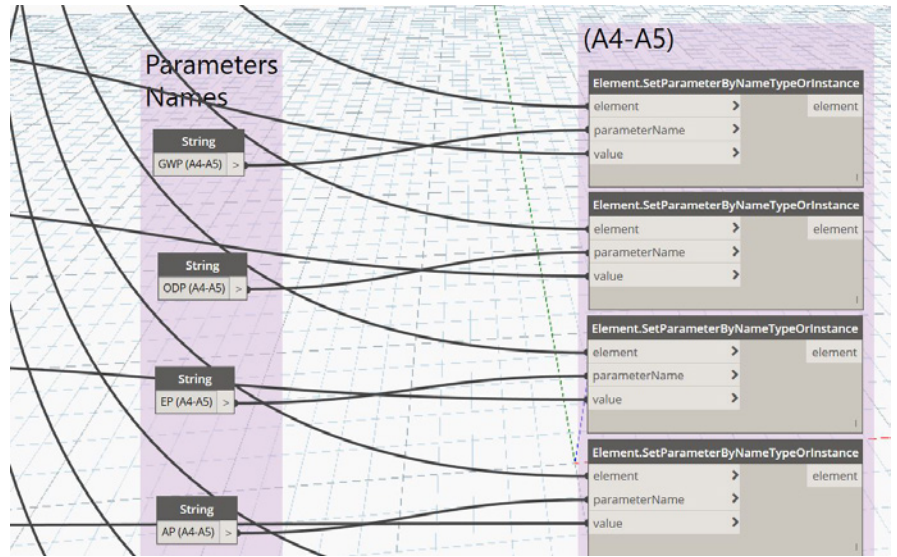 Parameters
Names
String
GWP (A4-A5) >
String
ODP (A4-A5) >
String
EP (A4-A5) >
String
AP (A4-A5) >
(A4-A5)
Element.SetParameterByNameTypeOrInstance
element > element
parameterName >
value >
I
Element.SetParameterByNameTypeOrInstance
element > element
parameterName >
value >
I
Element.SetParameterByNameTypeOrInstance
element > element
parameterName >
value >
I
Element.SetParameterByNameTypeOrInstance
element > element
parameterName >
value >
I